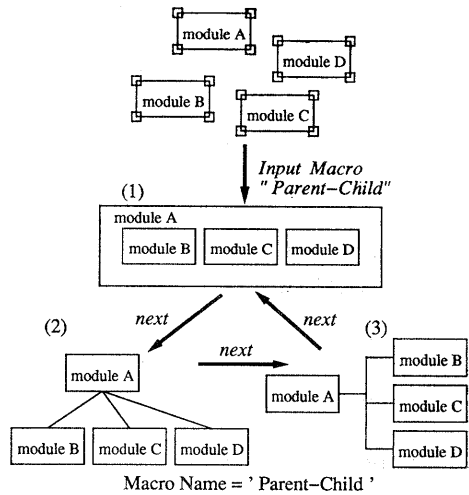 module A
module D
module B
module C
Input Macro
" Parent-Child"
(1)
module A
module B module C module D
(2)
next
next
(3)
next
module A
module B module C module D
module A
module B
module C
module D
Macro Name = ' Parent-Child '